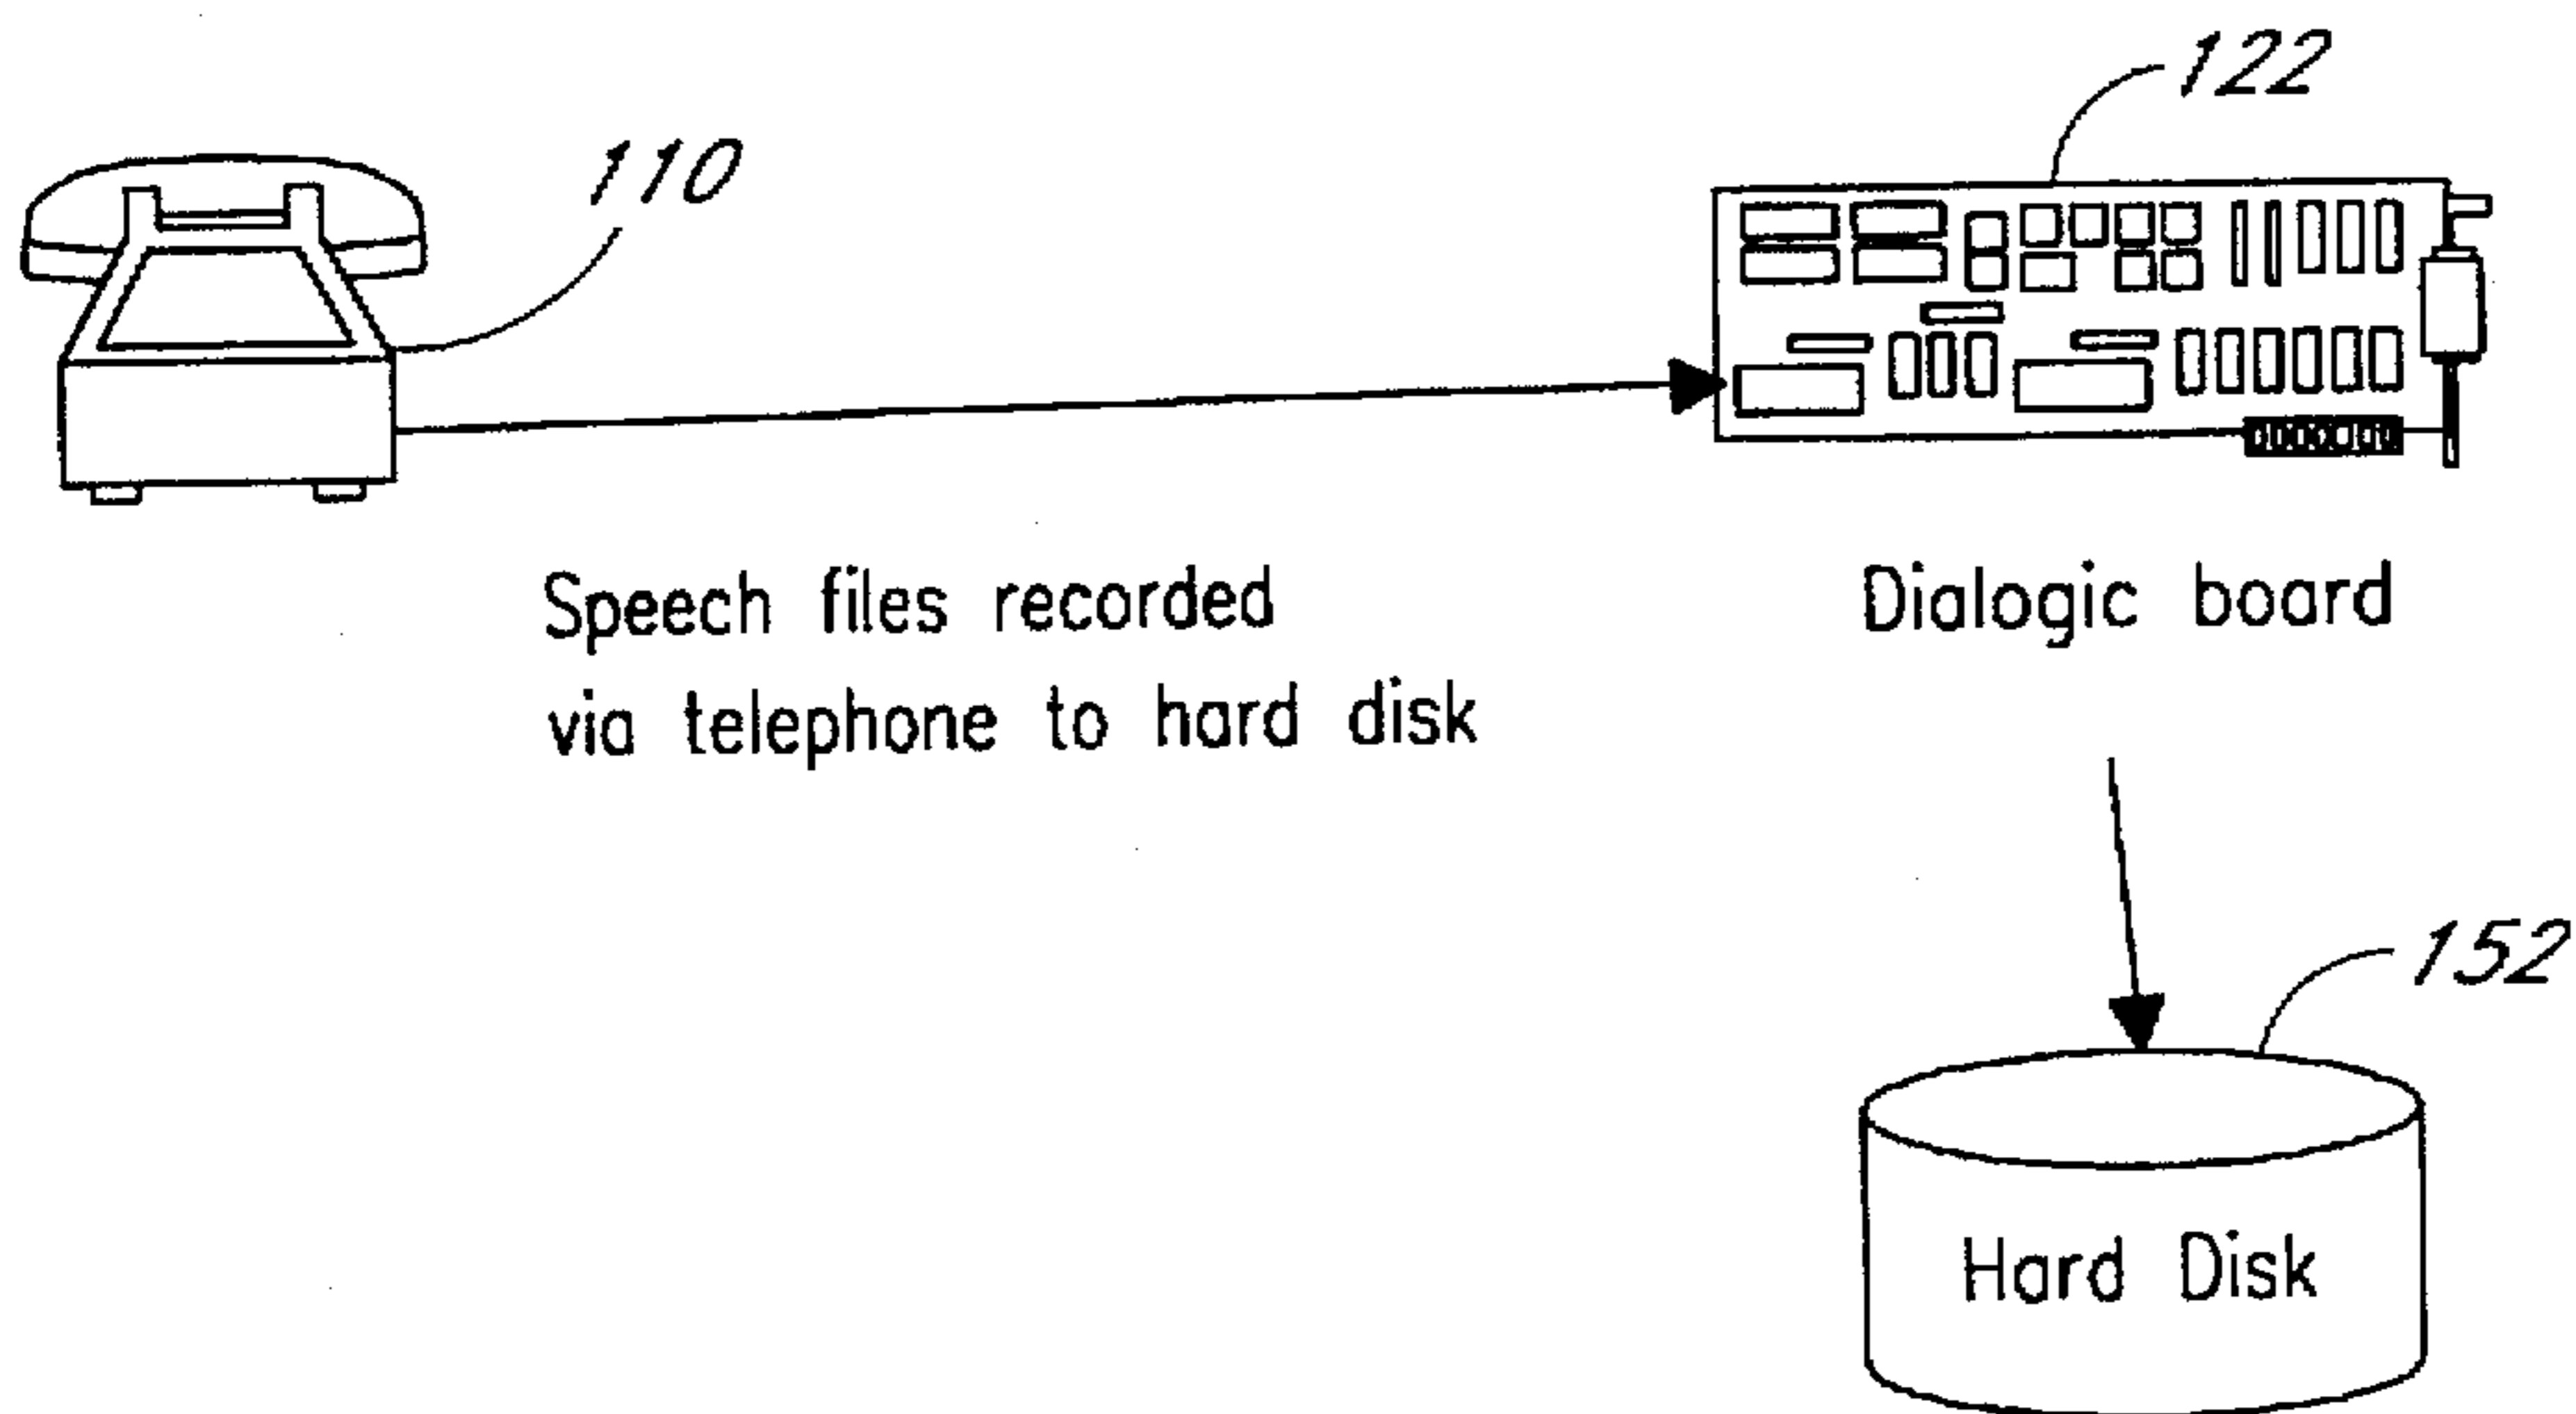 122
110
Speech files recorded
via telephone to hard disk
Dialogic board
152
Hard Disk